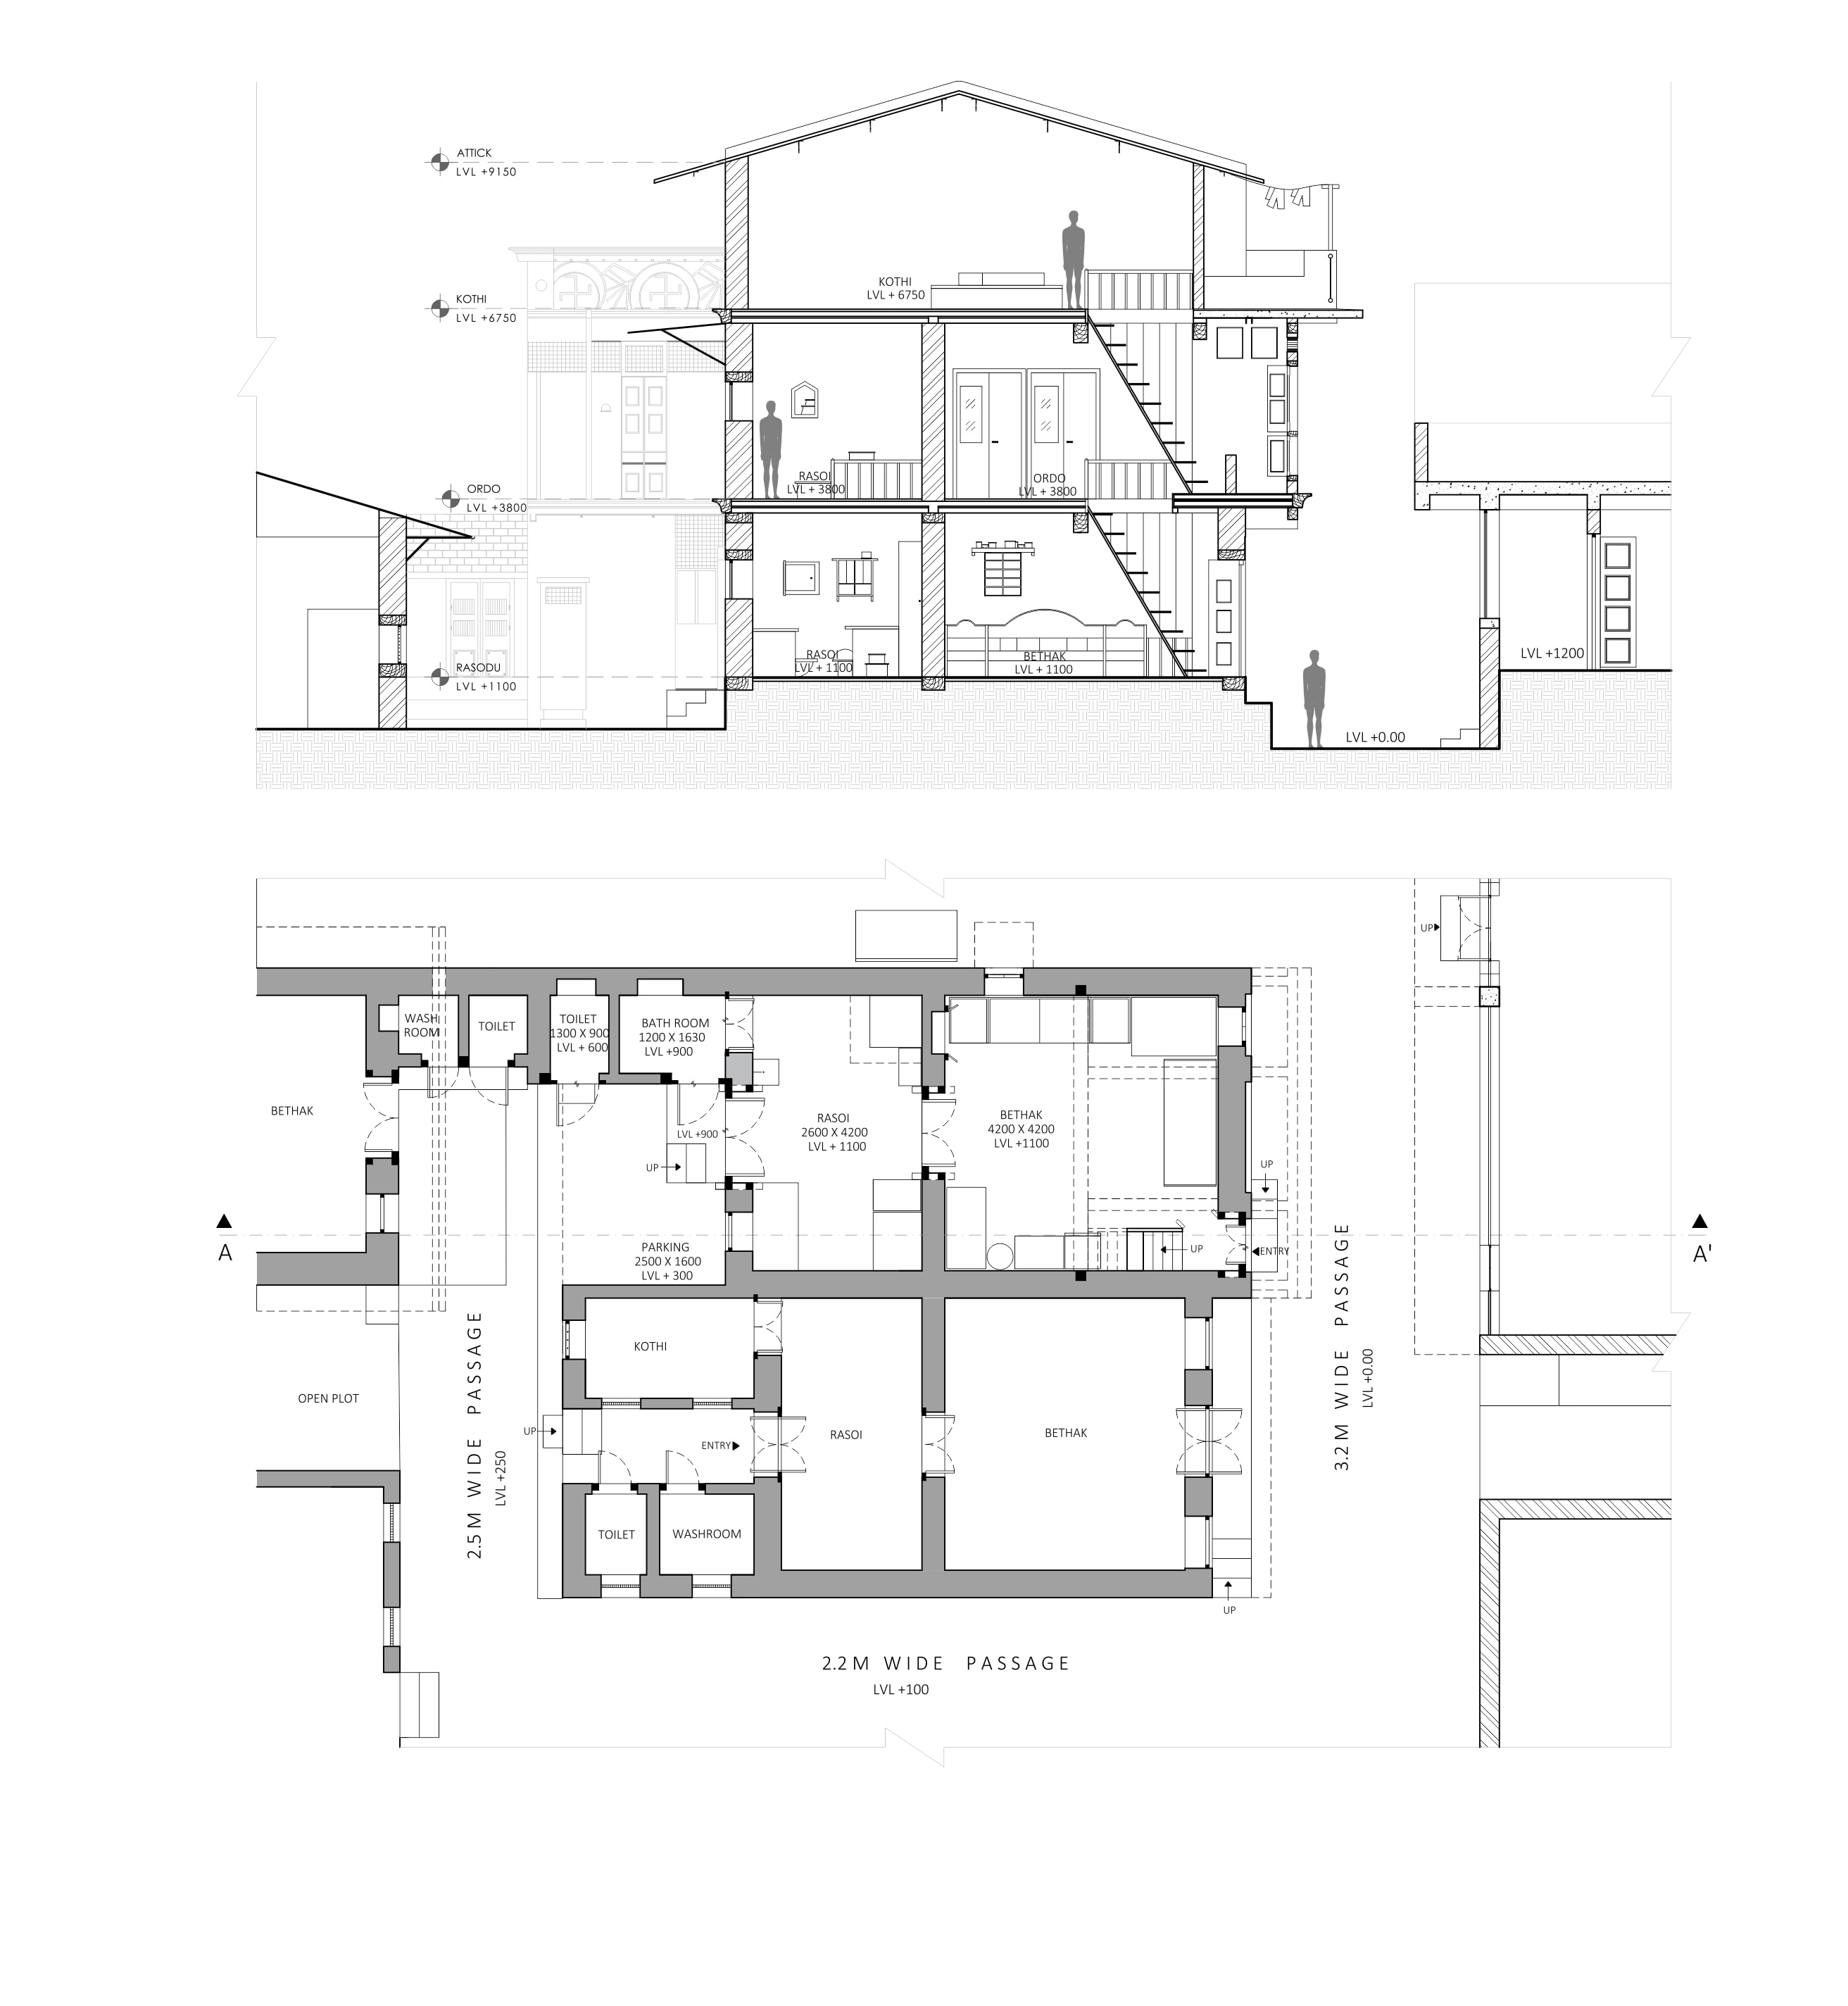 ATTICK
LVL +9150
KOTHI
LVL + 6750
KOTHI
LVL +6750
RASOI
LVL + 3800
ORDO
LVL + 3800
ORDO
LVL +3800
RASOI
LVL + 1100
BETHAK
LVL + 1100
LVL +1200
RASODU
LVL +1100
LVL +0.00
UP
WASH
ROOM
TOILET
TOILET
1300 X 900
LVL + 600
BATH ROOM
1200 X 1630
LVL +900
BETHAK
RASOI
2600 X 4200
LVL + 1100
BETHAK
4200 X 4200
LVL +1100
LVL +900
UP
UP
A
PARKING
2500 X 1600
LVL + 300
UP
ENTRY
A'
KOTHI
2.5 M WIDE PASSAGE
LVL +250
3.2 M WIDE PASSAGE
LVL +0.00
OPEN PLOT
UP
ENTRY
RASOI
BETHAK
TOILET
WASHROOM
UP
2.2 M WIDE PASSAGE
LVL +100